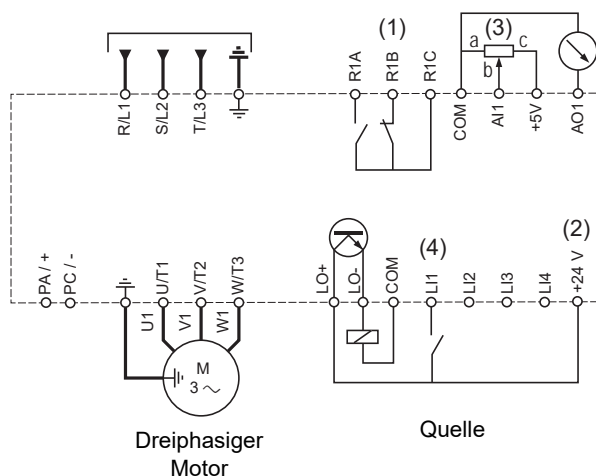 (1)
(3)
a
c
b
R/L1
S/L2
T/L3
R1A
R1B
R1C
COM
AI1
+5V
AO1
PA / +
PC / -
U/T1
V/T2
W/T3
U1
V1
W1
M
3 ~
LO+
LO-
COM
(4)
LI1
LI2
LI3
LI4
(2)
+24 V
Dreiphasiger
Motor
Quelle